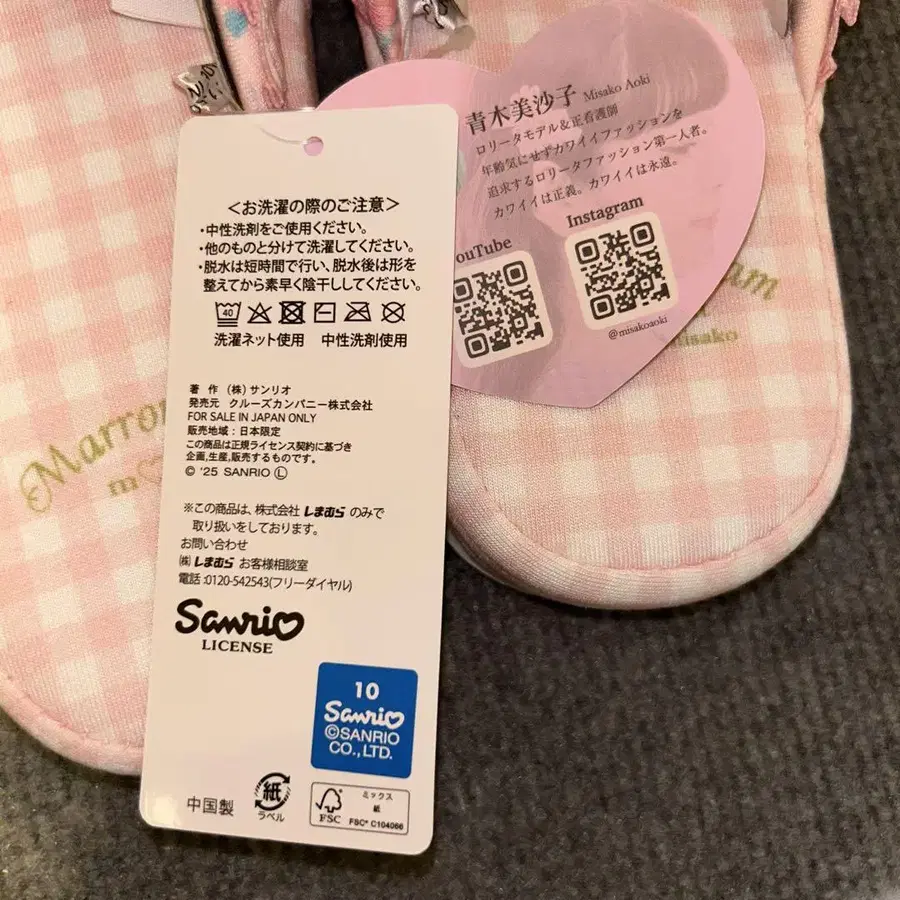 青木美沙子 Misako Aoki
ロリータモデル＆正看護師
年齢気にせずカワイイファッションを
追求するロリータファッション第一人者。
カワイイは正義。カワイイは永遠。
Instagram
ouTube
@misakoaoki
＜お洗濯の際のご注意＞
・中性洗剤をご使用ください。
・他のものと分けて洗濯してください。
・脱水は短時間で行い、脱水後は形を
整えてから素早く陰干ししてください。
40
洗濯ネット使用 中性洗剤使用
著 作 (株)サンリオ
発売元 クルーズカンパニー株式会社
FOR SALE IN JAPAN ONLY
販売地域：日本限定
この商品は正規ライセンス契約に基づき
企画,生産,販売するものです。
© '25 SANRIO Ⓛ
※この商品は、株式会社 しまむら のみで
取り扱いをしております。
お問い合わせ
㈱ しまむら お客様相談室
電話:0120-542543(フリーダイヤル)
Sanrio
LICENSE
10
Sanrio
©SANRIO
CO.,LTD.
中国製
紙
ラベル
FSC
ミックス
紙
FSC® C104066
Marron
m
am
isako